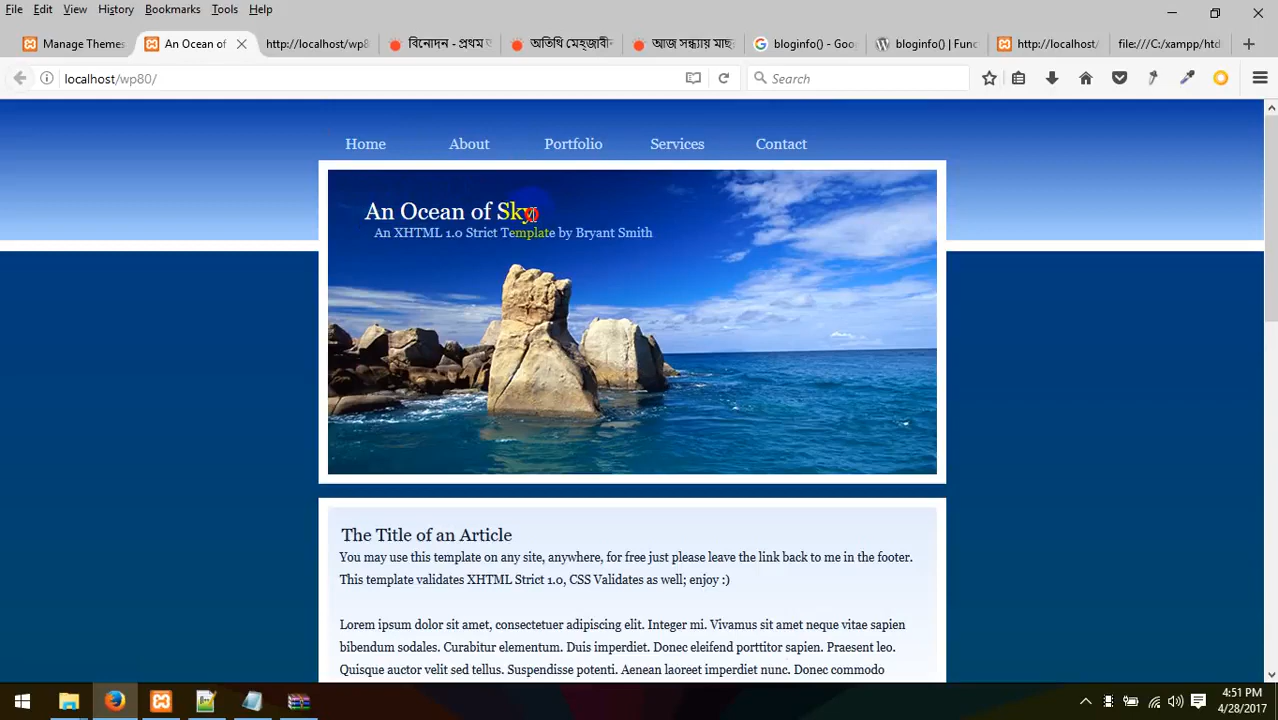 File Edit View History Bookmarks Tools Help
Manage Themes
An Ocean of
http://localhost/wp8
বিনোদন - প্রথম
অতিথি মেহ্‌জাবীন
আজ সন্ধ্যায় মাছ
bloginfo() - Goo
bloginfo() | Func
http://localhost/
file:///C:/xampp/htd
localhost/wp80/
Search
Home About Portfolio Services Contact
An Ocean of Sky
An XHTML 1.0 Strict Template by Bryant Smith
The Title of an Article
You may use this template on any site, anywhere, for free just please leave the link back to me in the footer.
This template validates XHTML Strict 1.0, CSS Validates as well; enjoy :)
Lorem ipsum dolor sit amet, consectetuer adipiscing elit. Integer mi. Vivamus sit amet neque vitae sapien
bibendum sodales. Curabitur elementum. Duis imperdiet. Donec eleifend porttitor sapien. Praesent leo.
Quisque auctor velit sed tellus. Suspendisse potenti. Aenean laoreet imperdiet nunc. Donec commodo
4:51 PM
4/28/2017